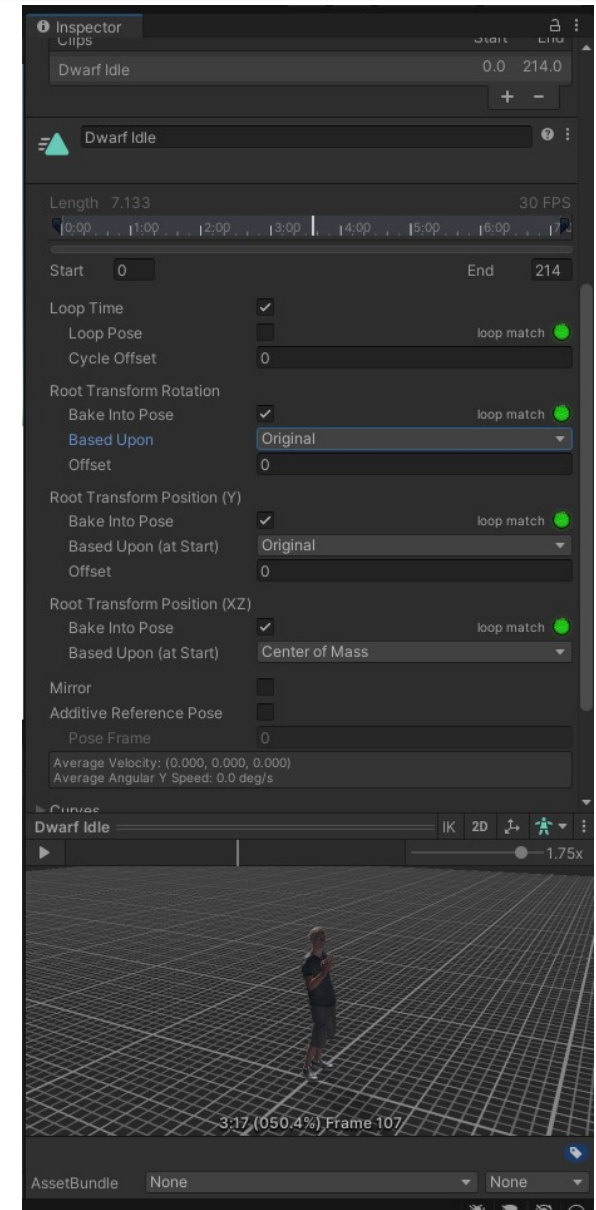 Inspector
Clips Start End
Dwarf Idle 0.0 214.0
+ -
Dwarf Idle
Length 7.133 30 FPS
0:00 1:00 2:00 3:00 4:00 5:00 6:00 7
Start 0 End 214
Loop Time
Loop Pose loop match
Cycle Offset 0
Root Transform Rotation
Bake Into Pose loop match
Based Upon Original
Offset 0
Root Transform Position (Y)
Bake Into Pose loop match
Based Upon (at Start) Original
Offset 0
Root Transform Position (XZ)
Bake Into Pose loop match
Based Upon (at Start) Center of Mass
Mirror
Additive Reference Pose
Pose Frame 0
Average Velocity: (0.000, 0.000, 0.000)
Average Angular Y Speed: 0.0 deg/s
Curves
Dwarf Idle IK 2D
1.75x
3:17 (050.4%) Frame 107
AssetBundle None None